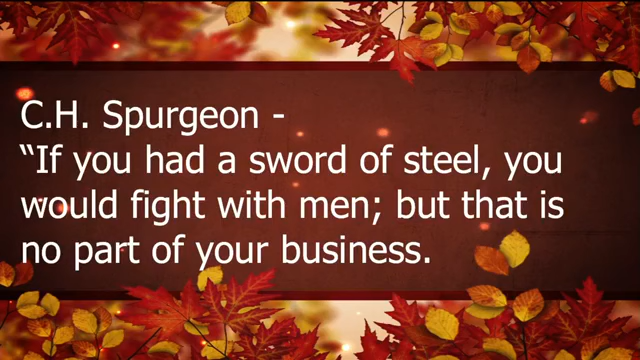 C.H. Spurgeon -
“If you had a sword of steel, you
would fight with men; but that is
no part of your business.